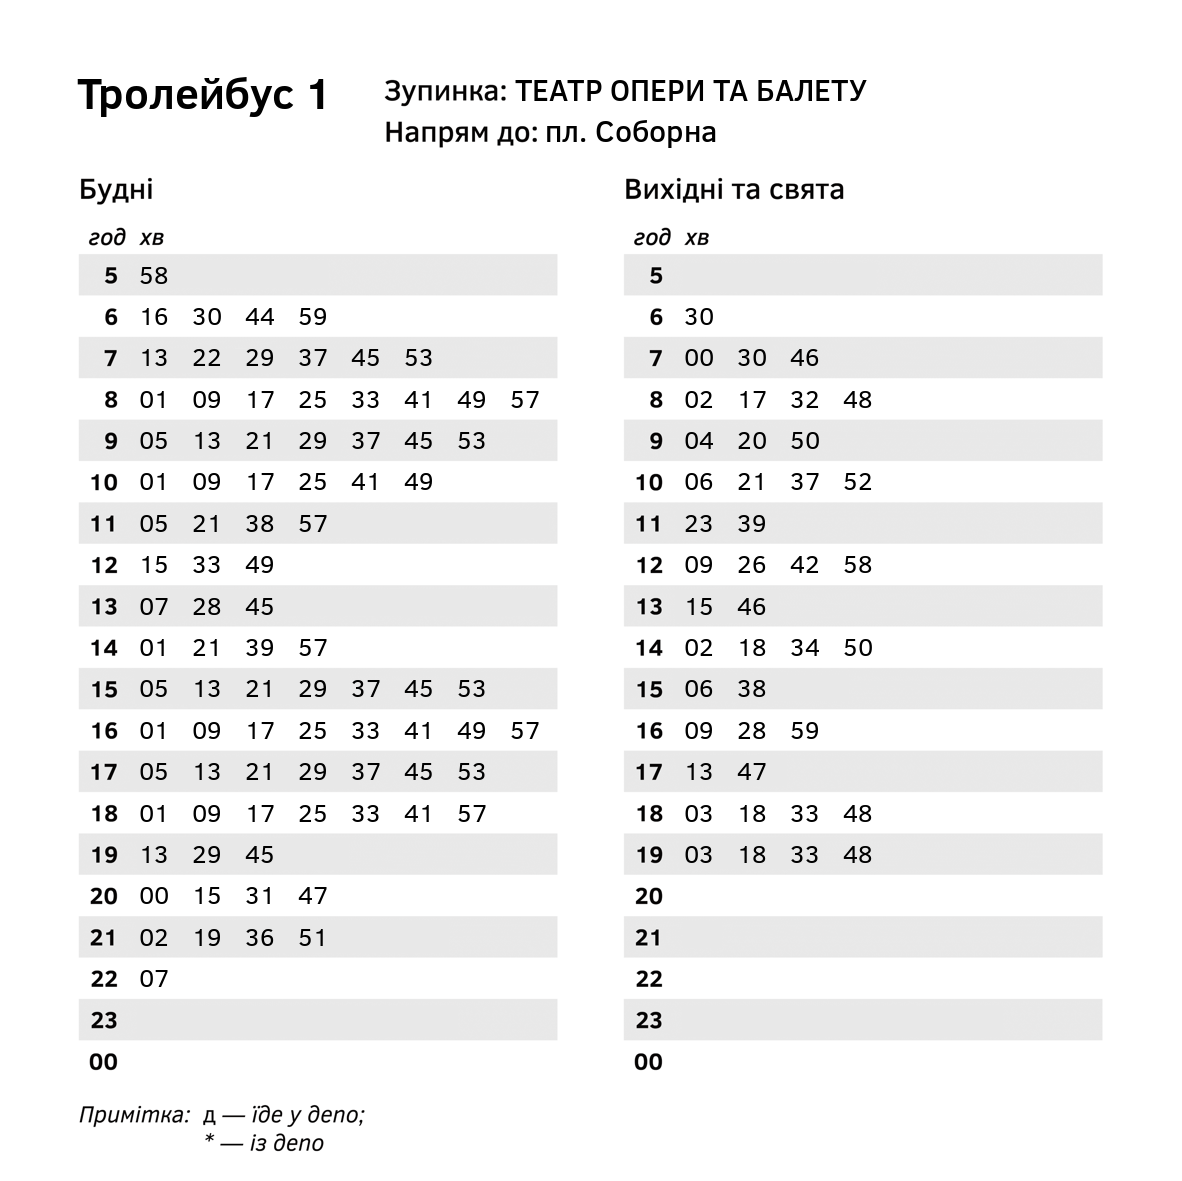 Тролейбус 1
Зупинка: ТЕАТР ОПЕРИ ТА БАЛЕТУ
Напрям до: пл. Соборна
Будні
год хв
5 58
6 16 30 44 59
7 13 22 29 37 45 53
8 01 09 17 25 33 41 49 57
9 05 13 21 29 37 45 53
10 01 09 17 25 41 49
11 05 21 38 57
12 15 33 49
13 07 28 45
14 01 21 39 57
15 05 13 21 29 37 45 53
16 01 09 17 25 33 41 49 57
17 05 13 21 29 37 45 53
18 01 09 17 25 33 41 57
19 13 29 45
20 00 15 31 47
21 02 19 36 51
22 07
23
00
Вихідні та свята
год хв
5
6 30
7 00 30 46
8 02 17 32 48
9 04 20 50
10 06 21 37 52
11 23 39
12 09 26 42 58
13 15 46
14 02 18 34 50
15 06 38
16 09 28 59
17 13 47
18 03 18 33 48
19 03 18 33 48
20
21
22
23
00
Примітка: д — їде у депо;
* — із депо